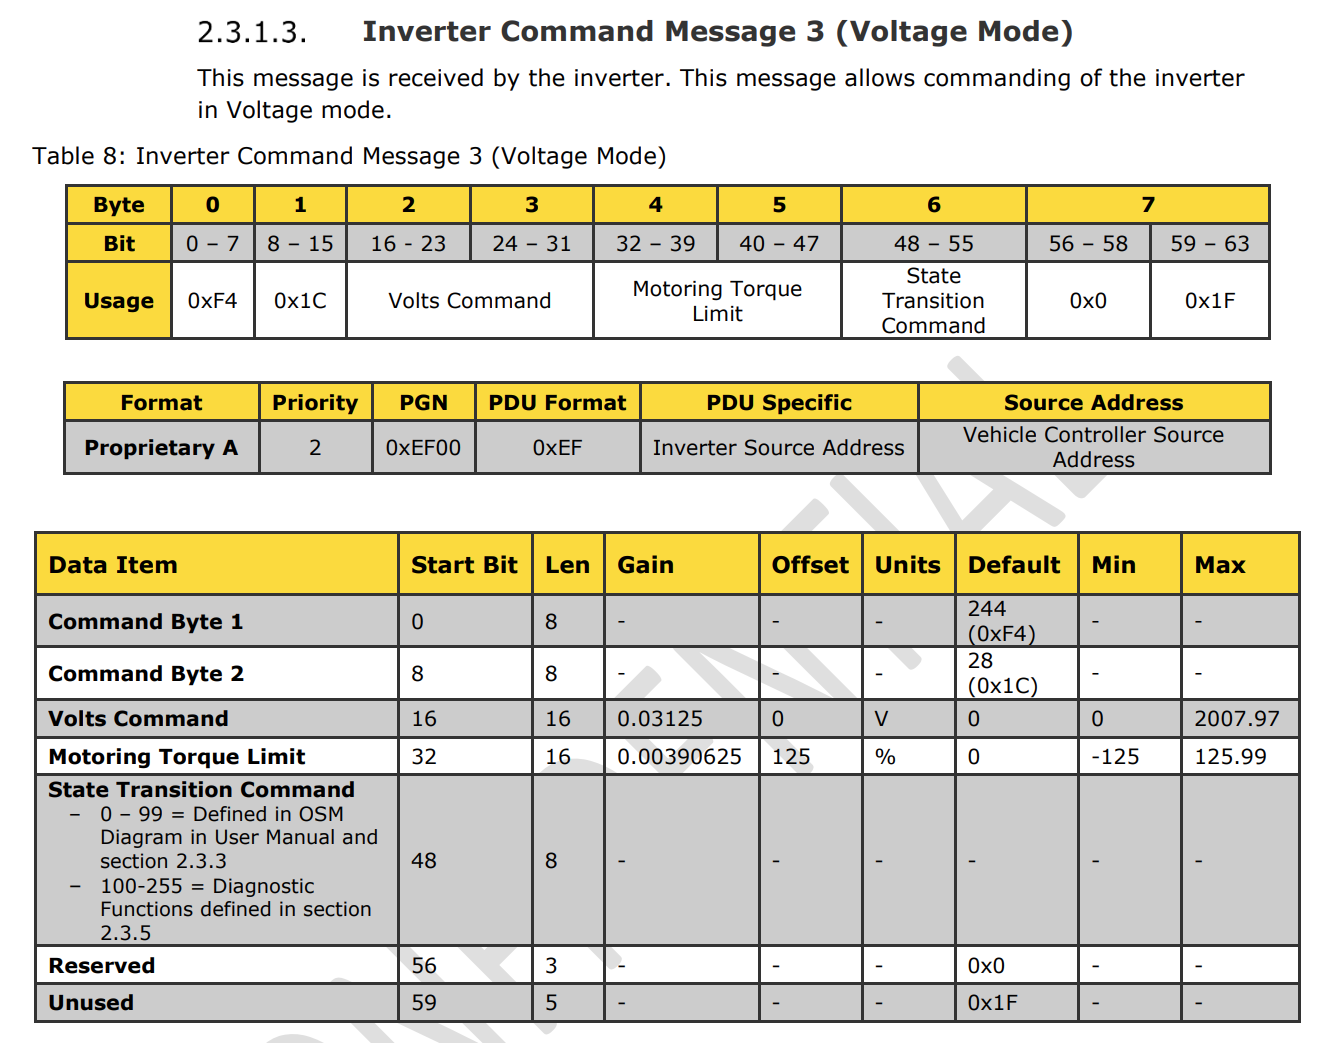 2.3.1.3. Inverter Command Message 3 (Voltage Mode)
This message is received by the inverter. This message allows commanding of the inverter
in Voltage mode.
Table 8: Inverter Command Message 3 (Voltage Mode)
Byte 0 1 2 3 4 5 6 7
Bit 0 – 7 8 – 15 16 - 23 24 – 31 32 – 39 40 – 47 48 – 55 56 – 58 59 – 63
Usage 0xF4 0x1C Volts Command Motoring Torque Limit State Transition Command 0x0 0x1F
Format Priority PGN PDU Format PDU Specific Source Address
Proprietary A 2 0xEF00 0xEF Inverter Source Address Vehicle Controller Source Address
Data Item Start Bit Len Gain Offset Units Default Min Max
Command Byte 1 0 8 - - - 244 (0xF4) - -
Command Byte 2 8 8 - - - 28 (0x1C) - -
Volts Command 16 16 0.03125 0 V 0 0 2007.97
Motoring Torque Limit 32 16 0.00390625 125 % 0 -125 125.99
State Transition Command
– 0 – 99 = Defined in OSM
Diagram in User Manual and
section 2.3.3
– 100-255 = Diagnostic
Functions defined in section
2.3.5
48 8 - - - - - -
Reserved 56 3 - - - 0x0 - -
Unused 59 5 - - - 0x1F - -